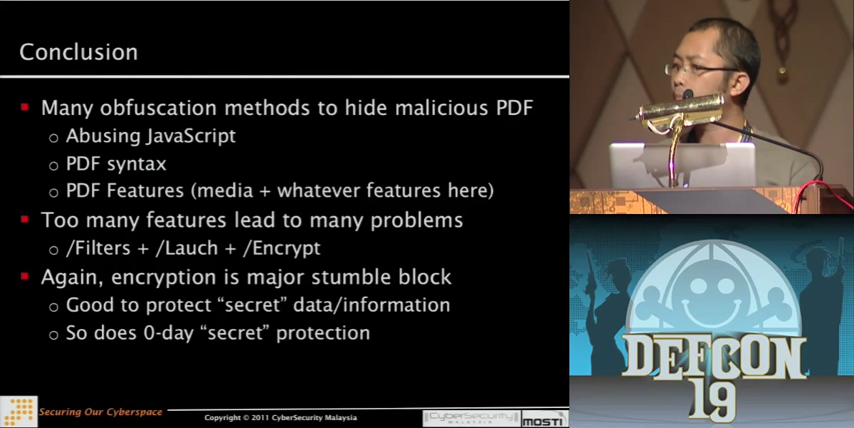 Conclusion
Many obfuscation methods to hide malicious PDF
Abusing JavaScript
PDF syntax
PDF Features (media + whatever features here)
Too many features lead to many problems
/Filters + /Lauch + /Encrypt
Again, encryption is major stumble block
Good to protect “secret” data/information
So does 0-day “secret” protection
Securing Our Cyberspace
Copyright © 2011 CyberSecurity Malaysia
CyberSecurity
MALAYSIA
MOSTI
DEFCON
19